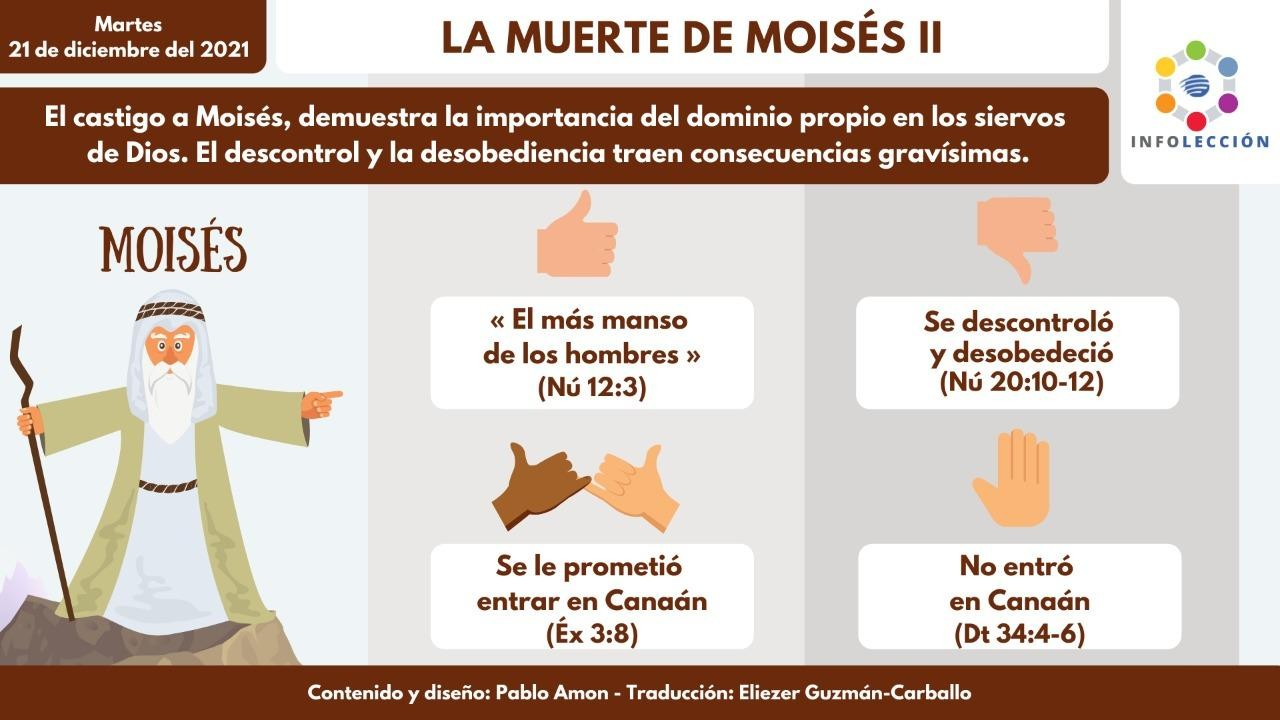 Martes
21 de diciembre del 2021
LA MUERTE DE MOISÉS II
INFOLECCIÓN
El castigo a Moisés, demuestra la importancia del dominio propio en los siervos
de Dios. El descontrol y la desobediencia traen consecuencias gravísimas.
MOISÉS
« El más manso
de los hombres »
(Nú 12:3)
Se descontroló
y desobedeció
(Nú 20:10-12)
Se le prometió
entrar en Canaán
(Éx 3:8)
No entró
en Canaán
(Dt 34:4-6)
Contenido y diseño: Pablo Amon - Traducción: Eliezer Guzmán-Carballo